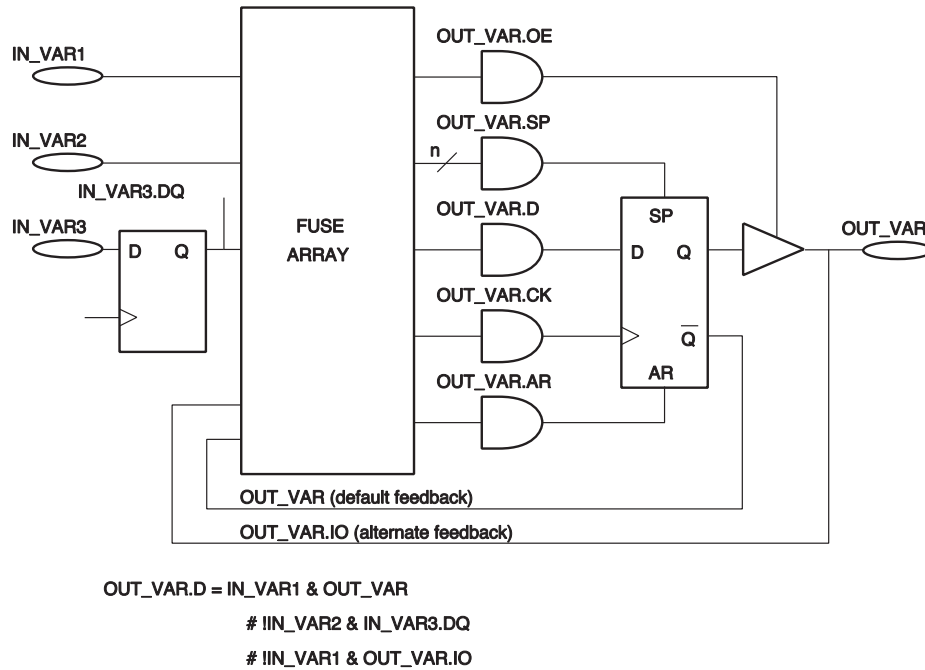 OUT_VAR.OE
IN_VAR1
OUT_VAR.SP
IN_VAR2
n
IN_VAR3.DQ
OUT_VAR.D
IN_VAR3
FUSE
ARRAY
SP
OUT_VAR
D Q
D Q
OUT_VAR.CK
Q
AR
OUT_VAR.AR
OUT_VAR (default feedback)
OUT_VAR.IO (alternate feedback)
OUT_VAR.D = IN_VAR1 & OUT_VAR
# !IN_VAR2 & IN_VAR3.DQ
# !IN_VAR1 & OUT_VAR.IO